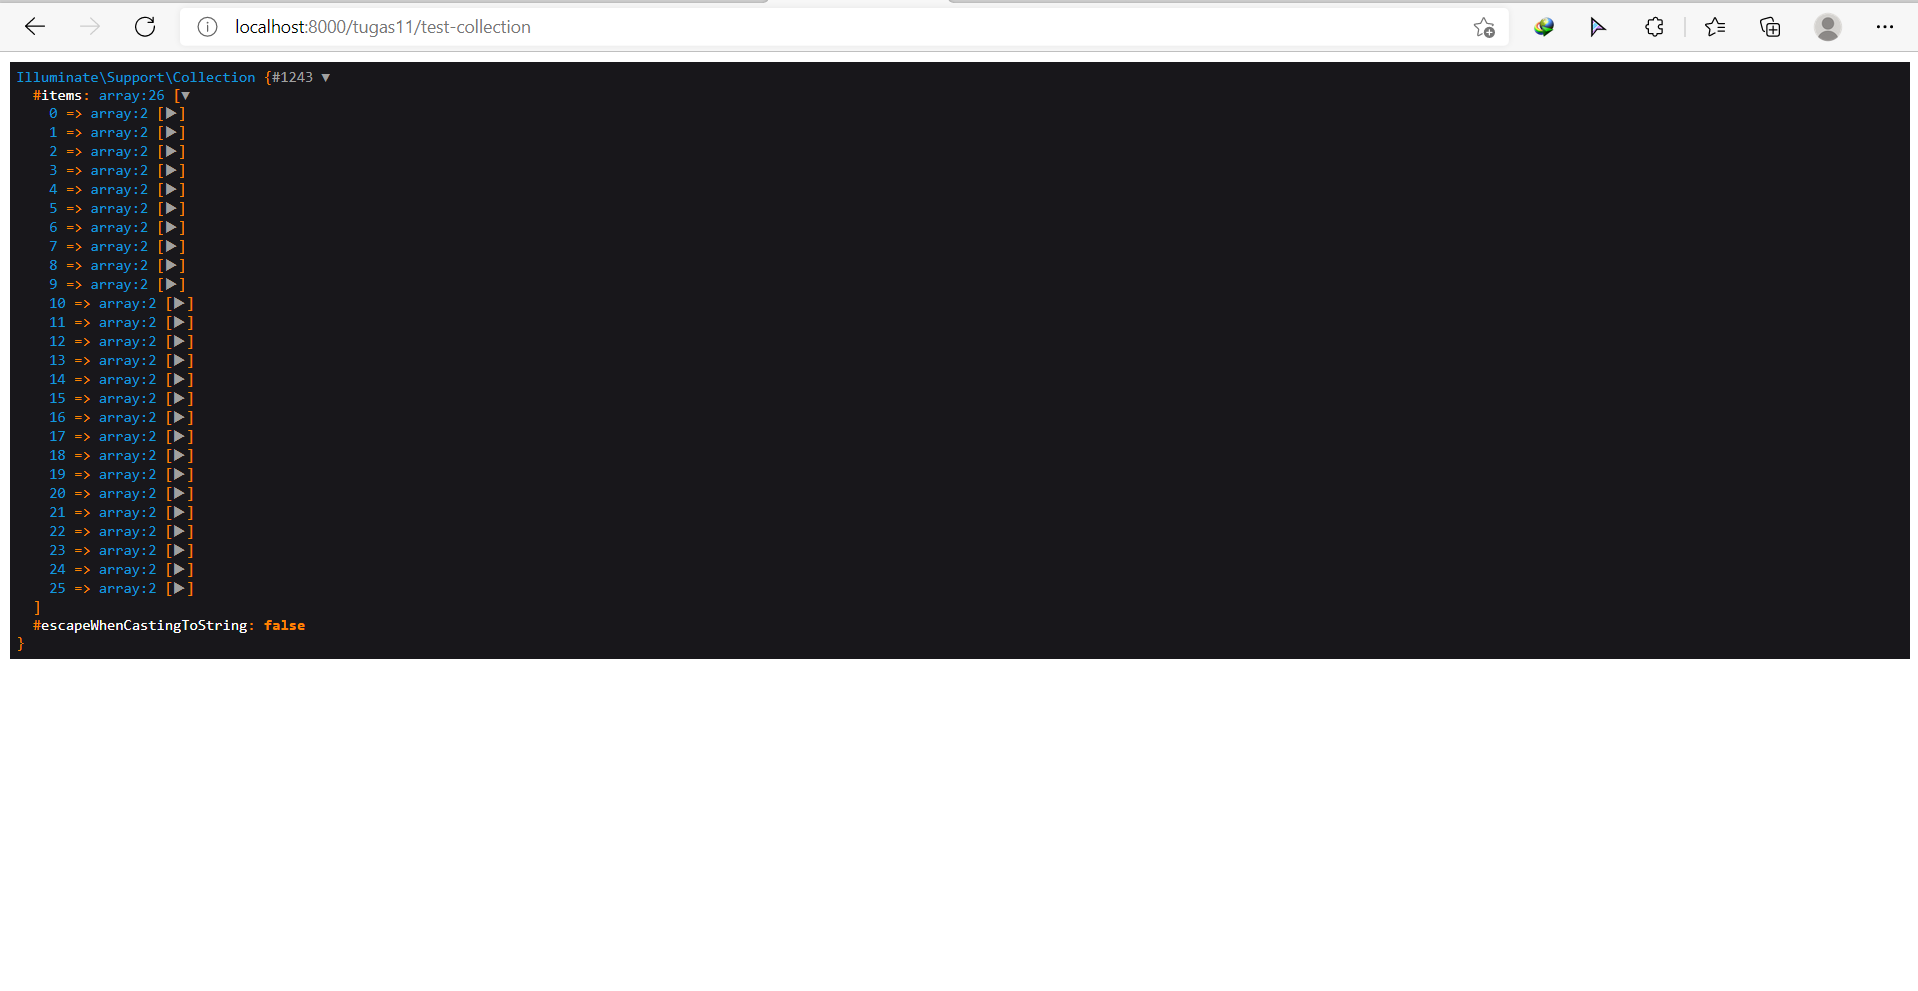 localhost:8000/tugas11/test-collection
Illuminate\Support\Collection {#1243 ▼
#items: array:26 [▼
0 => array:2 [▶]
1 => array:2 [▶]
2 => array:2 [▶]
3 => array:2 [▶]
4 => array:2 [▶]
5 => array:2 [▶]
6 => array:2 [▶]
7 => array:2 [▶]
8 => array:2 [▶]
9 => array:2 [▶]
10 => array:2 [▶]
11 => array:2 [▶]
12 => array:2 [▶]
13 => array:2 [▶]
14 => array:2 [▶]
15 => array:2 [▶]
16 => array:2 [▶]
17 => array:2 [▶]
18 => array:2 [▶]
19 => array:2 [▶]
20 => array:2 [▶]
21 => array:2 [▶]
22 => array:2 [▶]
23 => array:2 [▶]
24 => array:2 [▶]
25 => array:2 [▶]
]
#escapeWhenCastingToString: false
}